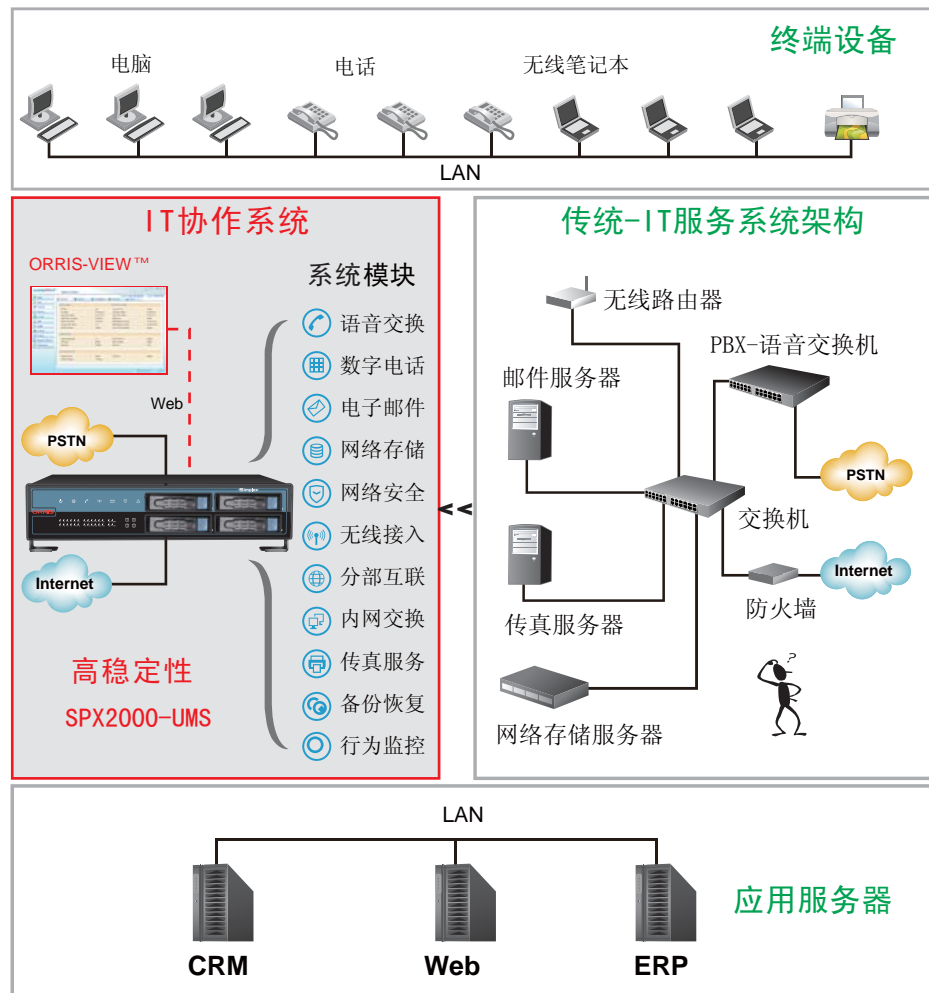 终端设备
电脑
电话
无线笔记本
LAN
IT协作系统
ORRIS-VIEW™
系统模块
语音交换
数字电话
电子邮件
网络存储
网络安全
无线接入
分部互联
内网交换
传真服务
备份恢复
行为监控
Web
PSTN
Internet
高稳定性
SPX2000-UMS
传统-IT服务系统架构
无线路由器
PBX-语音交换机
邮件服务器
PSTN
交换机
Internet
防火墙
传真服务器
?
网络存储服务器
LAN
应用服务器
CRM
Web
ERP